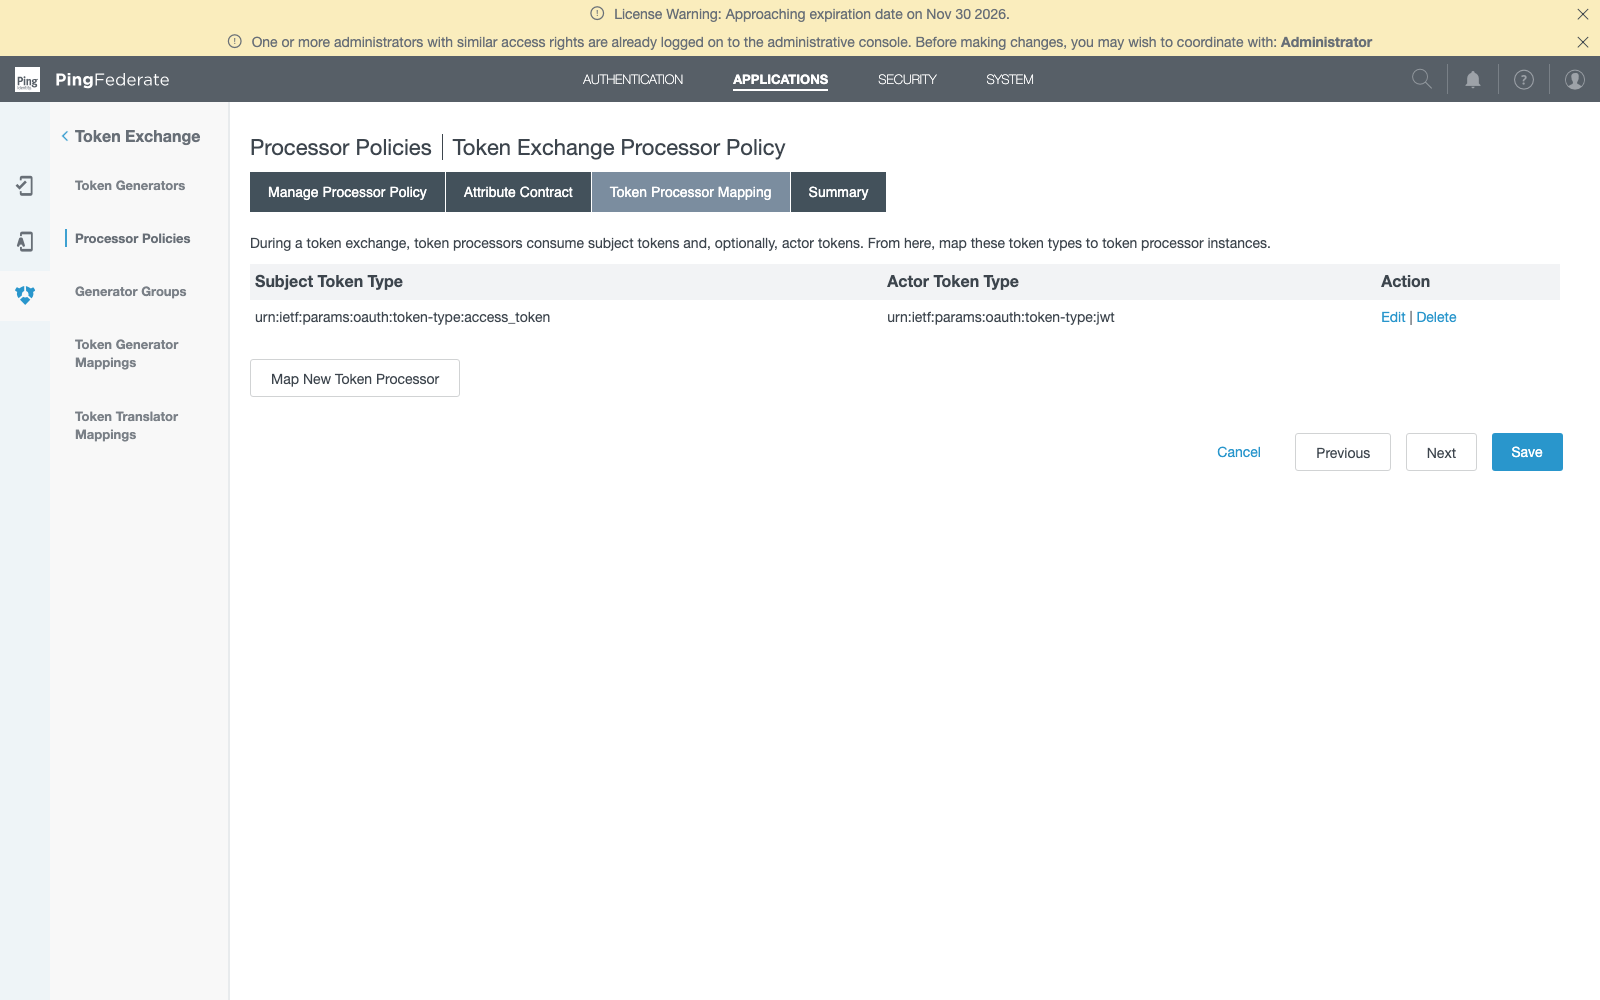 License Warning: Approaching expiration date on Nov 30 2026.
One or more administrators with similar access rights are already logged on to the administrative console. Before making changes, you may wish to coordinate with: Administrator
Ping
PingFederate
AUTHENTICATION
APPLICATIONS
SECURITY
SYSTEM
Token Exchange
Token Generators
Processor Policies
Generator Groups
Token Generator
Mappings
Token Translator
Mappings
Processor Policies | Token Exchange Processor Policy
Manage Processor Policy
Attribute Contract
Token Processor Mapping
Summary
During a token exchange, token processors consume subject tokens and, optionally, actor tokens. From here, map these token types to token processor instances.
Subject Token Type
Actor Token Type
Action
urn:ietf:params:oauth:token-type:access_token
urn:ietf:params:oauth:token-type:jwt
Edit | Delete
Map New Token Processor
Cancel
Previous
Next
Save